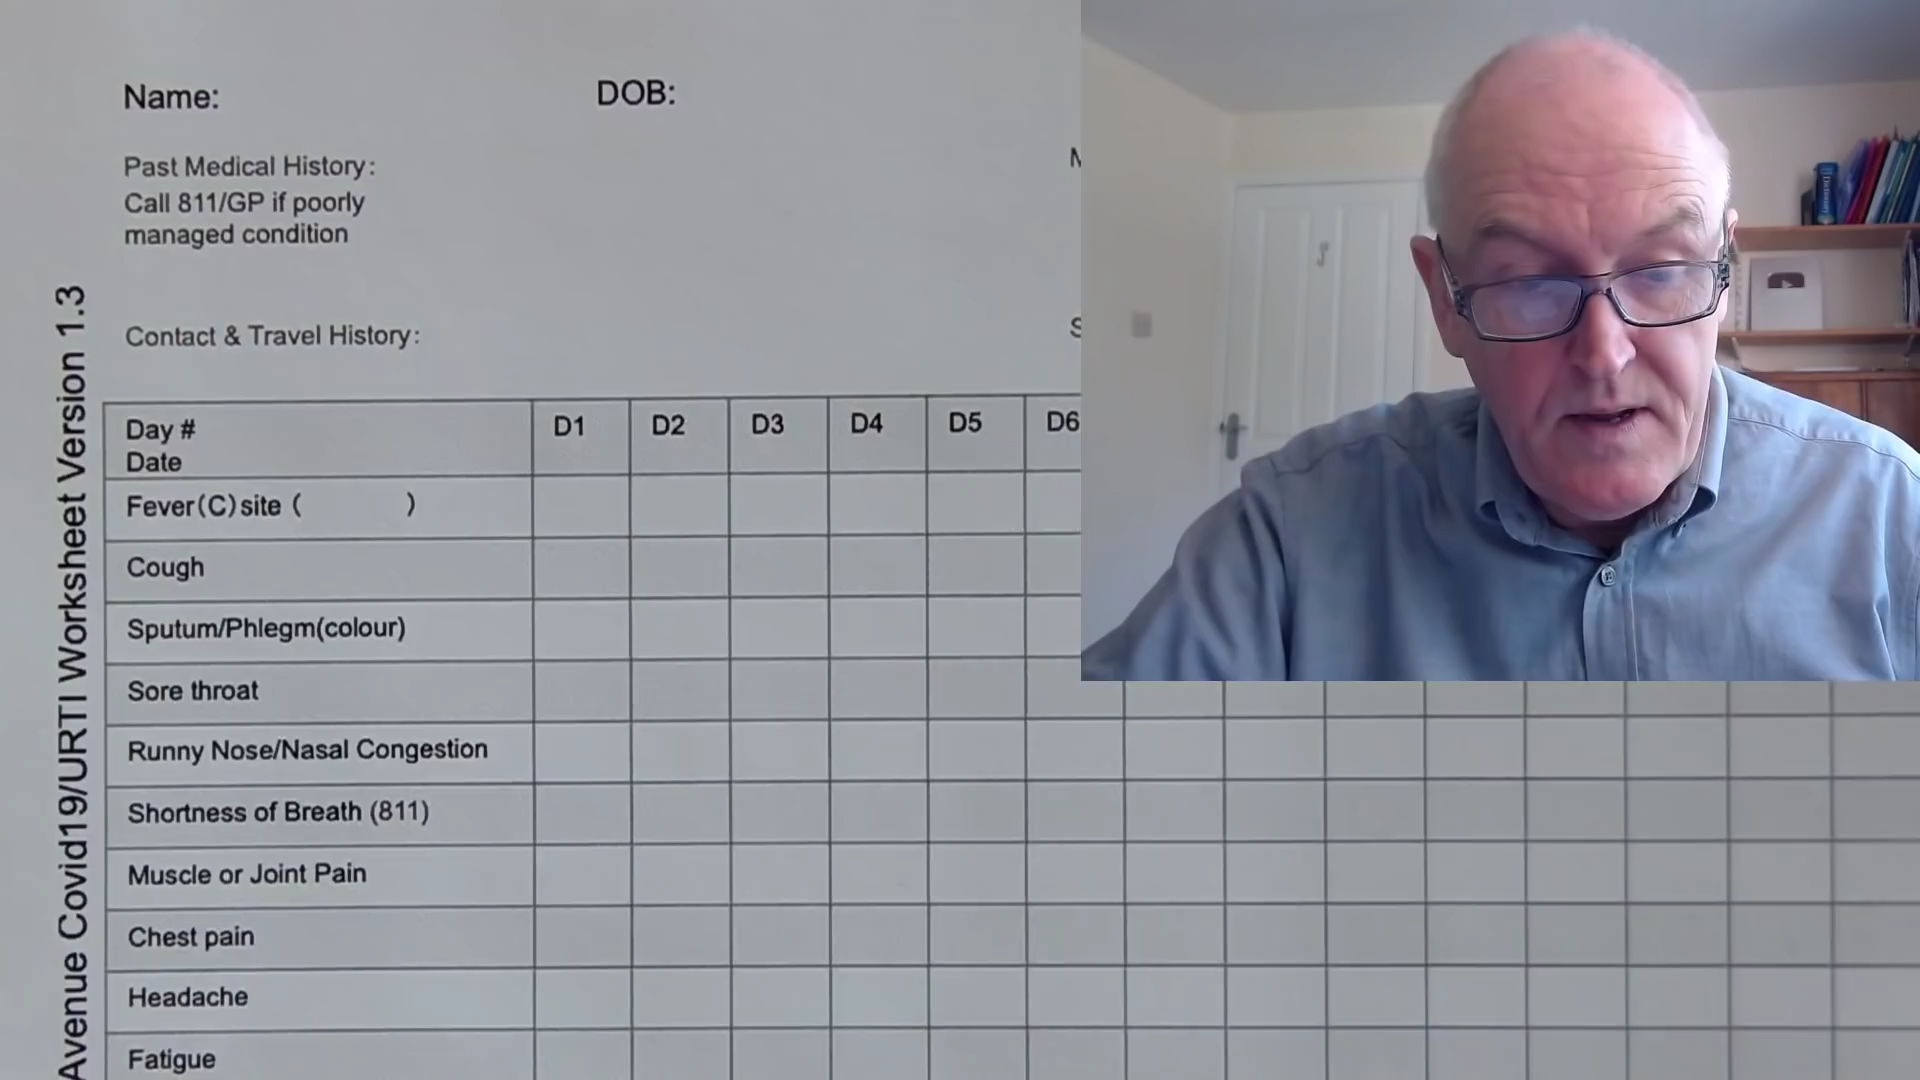 Name:
DOB:
Past Medical History:
Call 811/GP if poorly
managed condition
Contact & Travel History:
Avenue Covid19/URTI Worksheet Version 1.3
Day # D1 D2 D3 D4 D5 D6
Date
Fever(C) site ( )
Cough
Sputum/Phlegm(colour)
Sore throat
Runny Nose/Nasal Congestion
Shortness of Breath (811)
Muscle or Joint Pain
Chest pain
Headache
Fatigue
Dictionary